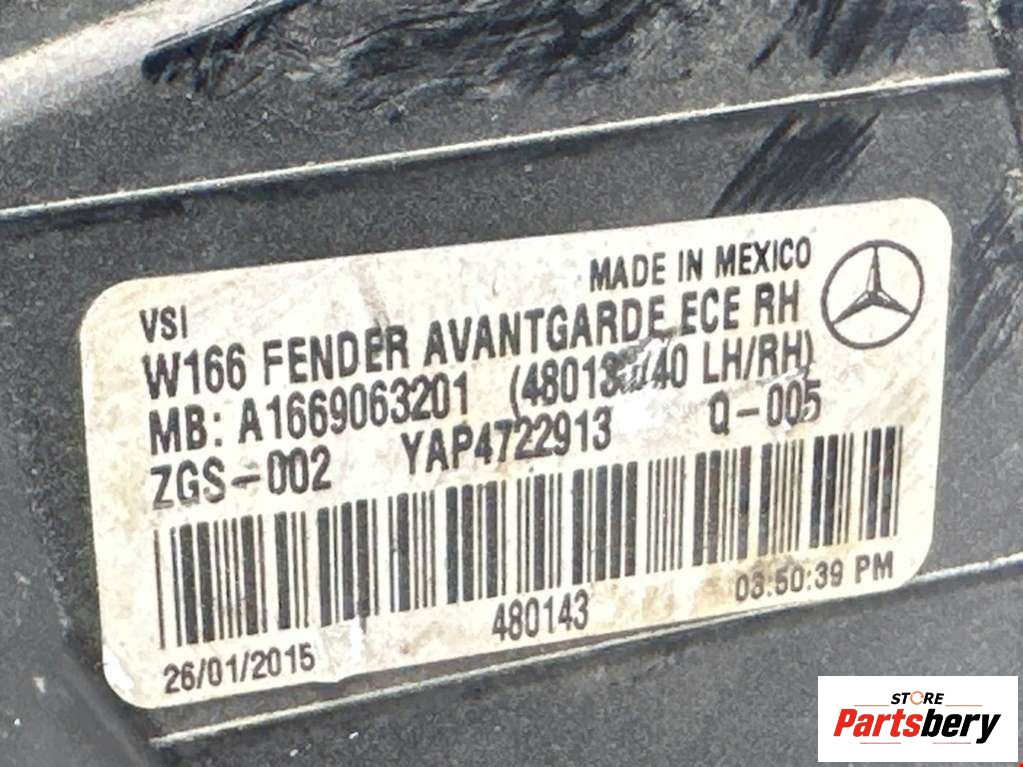 MADE IN MEXICO
VSI
W166 FENDER AVANTGARDE ECE RH
MB: A1669063201 /40 LH/RH)
ZGS-002 YAP4722913 Q-005
480143
26/01/2015 03:50:39 PM
STORE
Partsbery